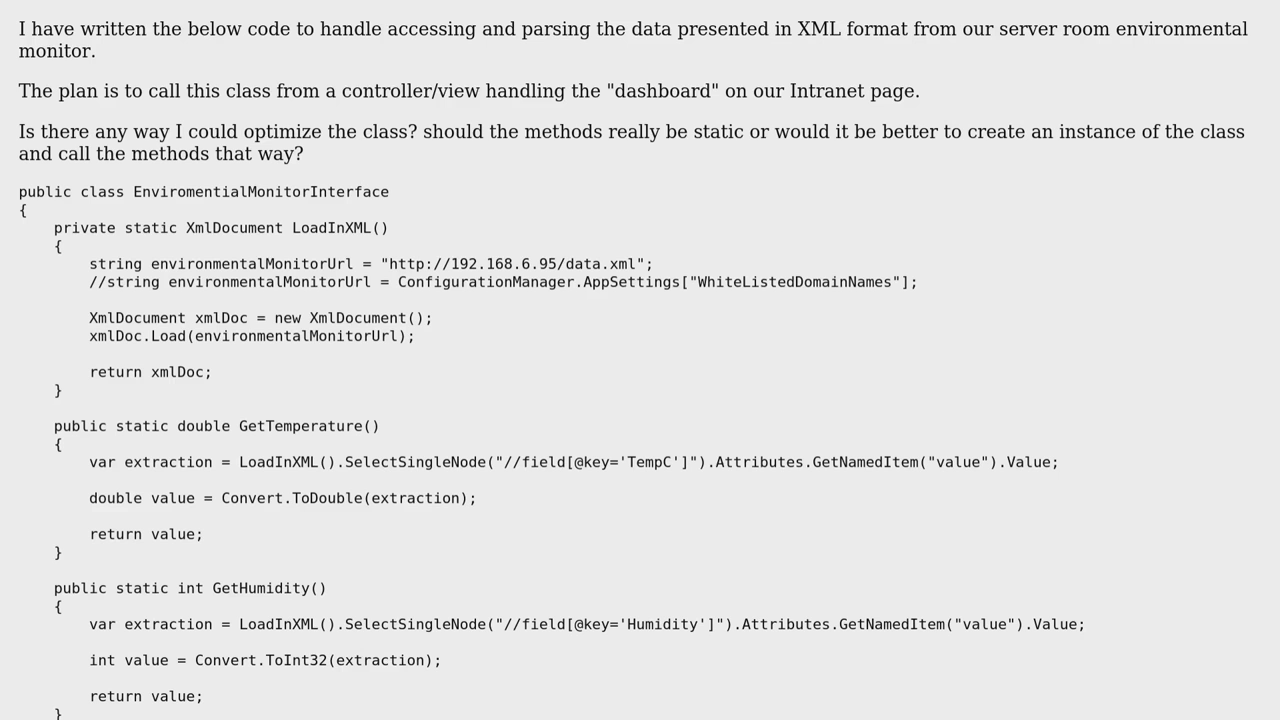 I have written the below code to handle accessing and parsing the data presented in XML format from our server room environmental
monitor.
The plan is to call this class from a controller/view handling the "dashboard" on our Intranet page.
Is there any way I could optimize the class? should the methods really be static or would it be better to create an instance of the class
and call the methods that way?
public class EnviromentialMonitorInterface
{
    private static XmlDocument LoadInXML()
    {
        string environmentalMonitorUrl = "http://192.168.6.95/data.xml";
        //string environmentalMonitorUrl = ConfigurationManager.AppSettings["WhiteListedDomainNames"];

        XmlDocument xmlDoc = new XmlDocument();
        xmlDoc.Load(environmentalMonitorUrl);

        return xmlDoc;
    }

    public static double GetTemperature()
    {
        var extraction = LoadInXML().SelectSingleNode("//field[@key='TempC']").Attributes.GetNamedItem("value").Value;

        double value = Convert.ToDouble(extraction);

        return value;
    }

    public static int GetHumidity()
    {
        var extraction = LoadInXML().SelectSingleNode("//field[@key='Humidity']").Attributes.GetNamedItem("value").Value;

        int value = Convert.ToInt32(extraction);

        return value;
    }